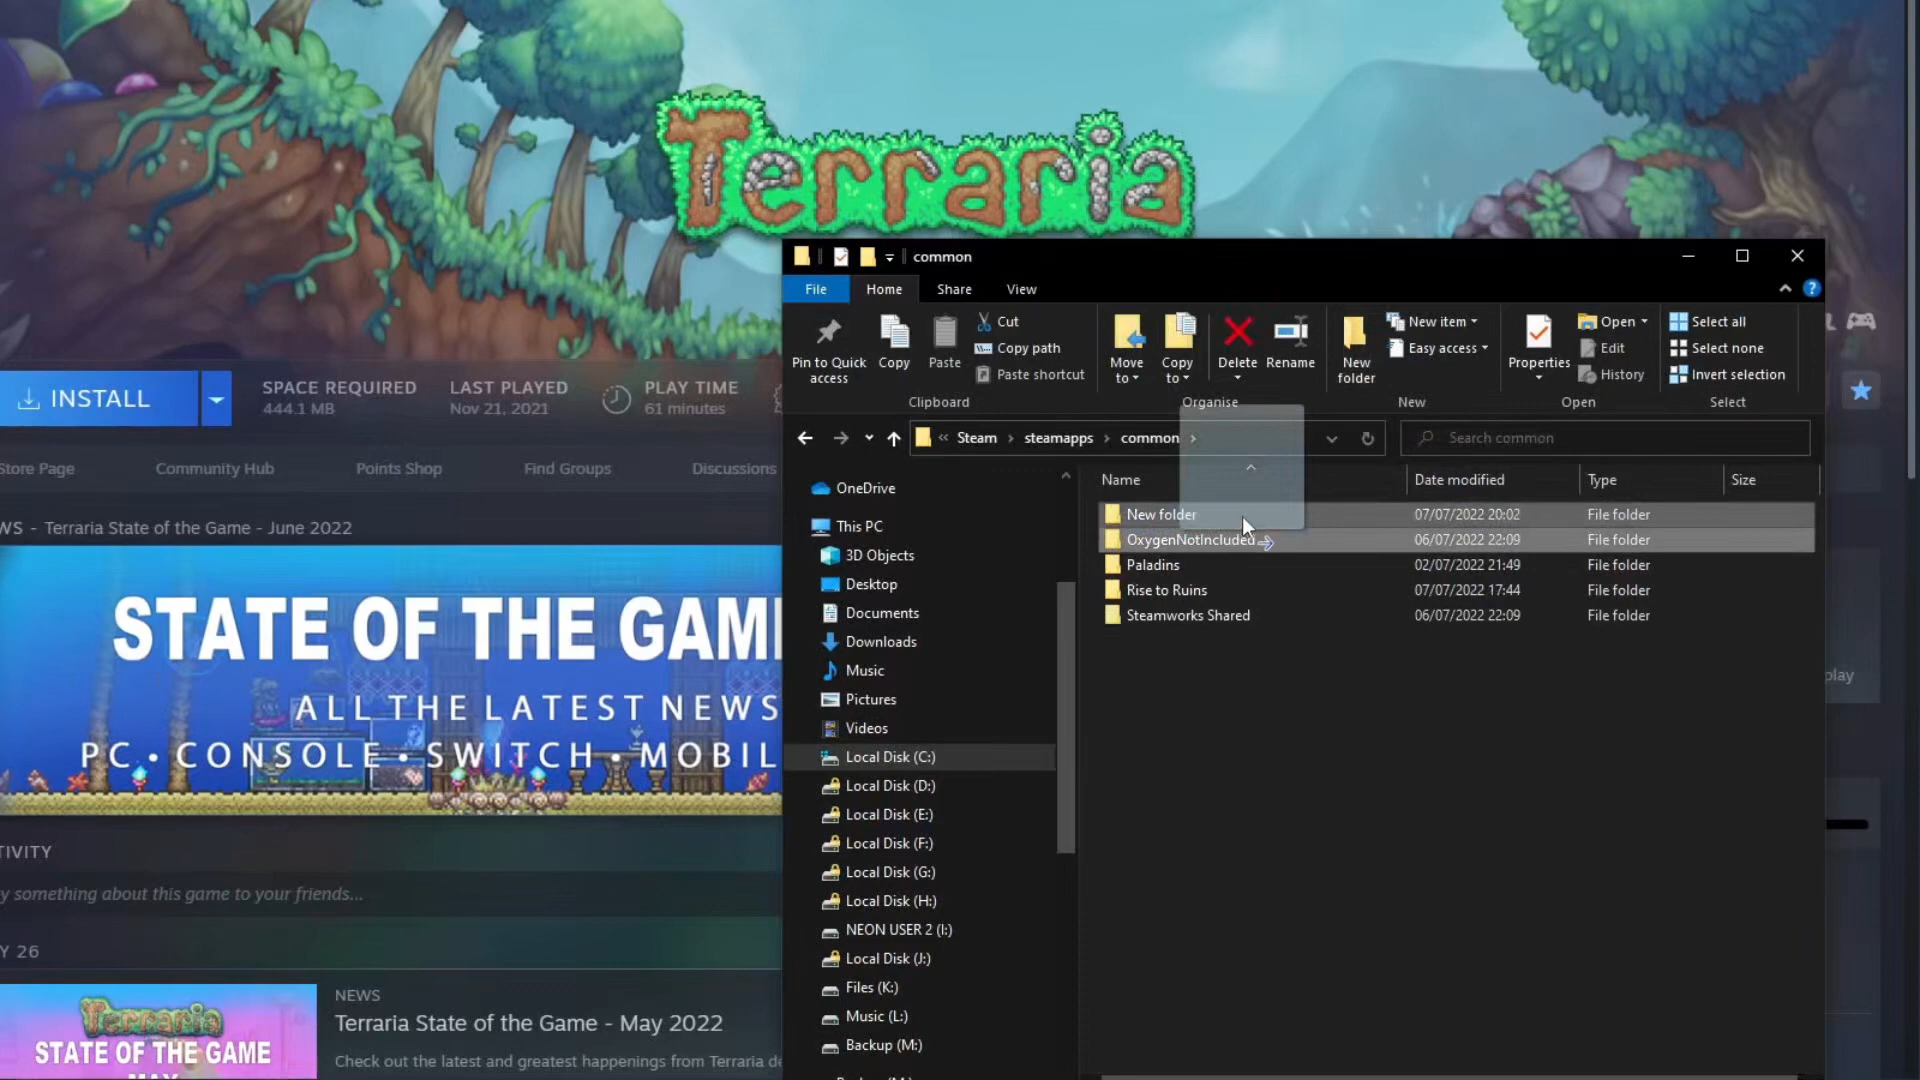 Terraria
common
File
Home
Share
View
Pin to Quick access
Copy
Paste
Cut
Copy path
Paste shortcut
Move to
Copy to
Delete
Rename
New folder
New item
Easy access
Properties
Open
Edit
History
Select all
Select none
Invert selection
Clipboard
Organise
New
Open
Select
« Steam › steamapps › common ›
Search common
INSTALL
SPACE REQUIRED
444.1 MB
LAST PLAYED
Nov 21, 2021
PLAY TIME
61 minutes
Store Page
Community Hub
Points Shop
Find Groups
Discussions
WS - Terraria State of the Game - June 2022
STATE OF THE GAM
ALL THE LATEST NEWS
PC • CONSOLE • SWITCH • MOBIL
TIVITY
y something about this game to your friends...
Y 26
Terraria
STATE OF THE GAME
MAY
NEWS
Terraria State of the Game - May 2022
Check out the latest and greatest happenings from Terraria de
OneDrive
This PC
3D Objects
Desktop
Documents
Downloads
Music
Pictures
Videos
Local Disk (C:)
Local Disk (D:)
Local Disk (E:)
Local Disk (F:)
Local Disk (G:)
Local Disk (H:)
NEON USER 2 (I:)
Local Disk (J:)
Files (K:)
Music (L:)
Backup (M:)
Name Date modified Type Size
New folder 07/07/2022 20:02 File folder
OxygenNotIncluded 06/07/2022 22:09 File folder
Paladins 02/07/2022 21:49 File folder
Rise to Ruins 07/07/2022 17:44 File folder
Steamworks Shared 06/07/2022 22:09 File folder
play